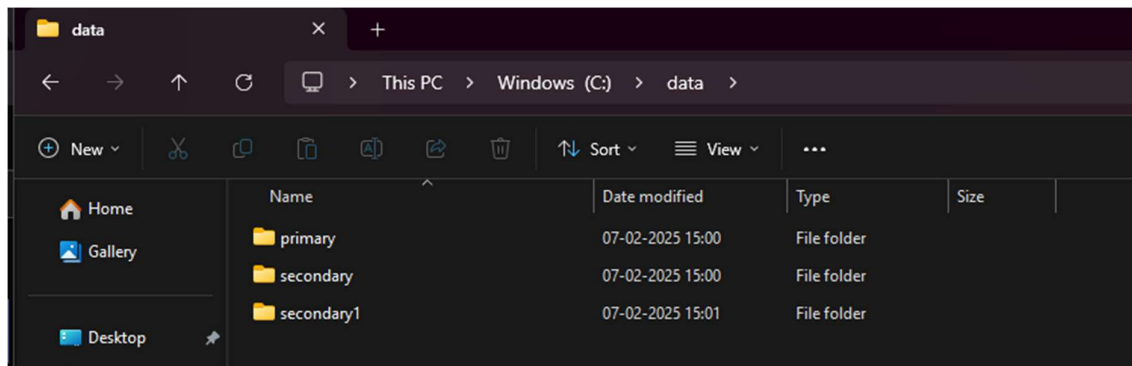 data
This PC > Windows (C:) > data >
New Sort View
Name Date modified Type Size
Home
primary 07-02-2025 15:00 File folder
Gallery
secondary 07-02-2025 15:00 File folder
secondary1 07-02-2025 15:01 File folder
Desktop